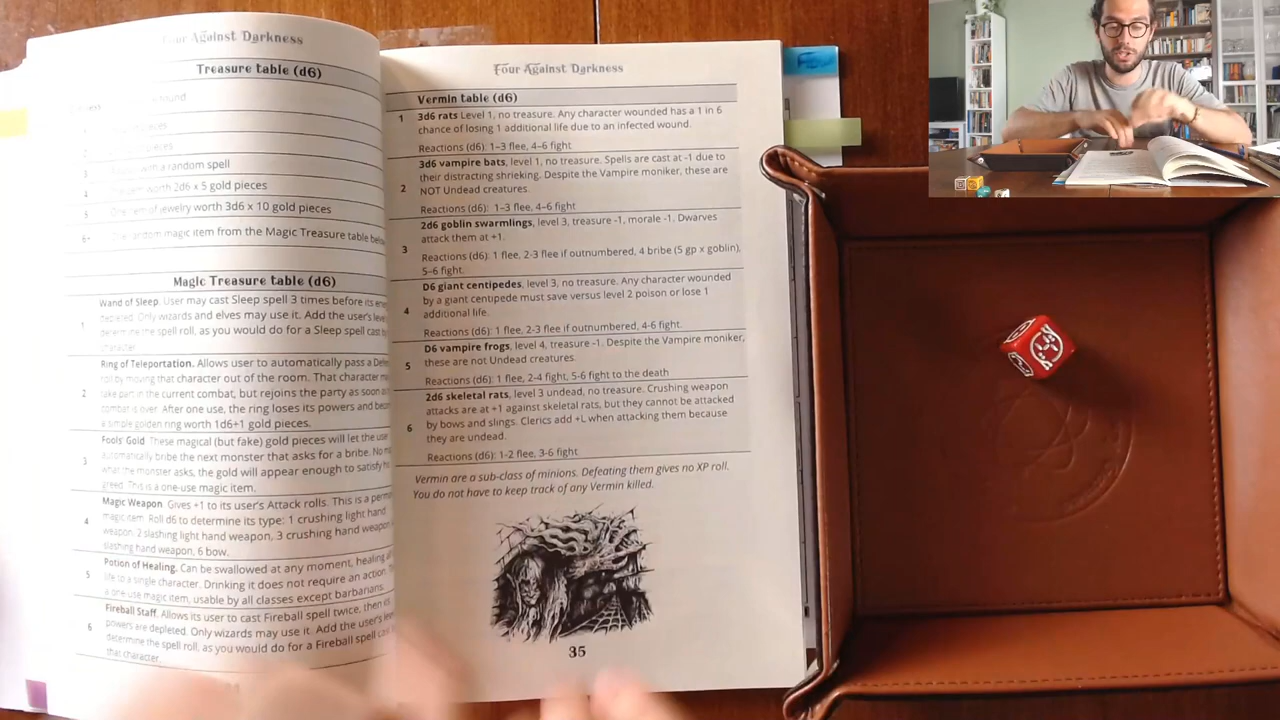 Four Against Darkness
Treasure table (d6)
found
pieces
pieces
with a random spell
worth 2d6 x 5 gold pieces
One item of jewelry worth 3d6 x 10 gold pieces
6+ One random magic item from the Magic Treasure table
Magic Treasure table (d6)
Wand of Sleep. User may cast Sleep spell 3 times before its
depleted. Only wizards and elves may use it. Add the user's
1
determine the spell roll, as you would do for a Sleep spell cast
character.
Ring of Teleportation. Allows user to automatically pass a
roll by moving that character out of the room. That character
2 take part in the current combat, but rejoins the party as soon
combat is over. After one use, the ring loses its powers and
a simple golden ring worth 1d6+1 gold pieces.
Fools' Gold. These magical (but fake) gold pieces will let the
3 automatically bribe the next monster that asks for a bribe. No
what the monster asks, the gold will appear enough to satisfy
greed. This is a one-use magic item.
Magic Weapon. Gives +1 to its user's Attack rolls. This is a
4 magic item. Roll d6 to determine its type: 1 crushing light hand
weapon, 2 slashing light hand weapon, 3 crushing hand weapon
slashing hand weapon, 6 bow.
Potion of Healing. Can be swallowed at any moment, healing
5 life to a single character. Drinking it does not require an action.
a one use magic item, usable by all classes except barbarians.
Fireball Staff. Allows its user to cast Fireball spell twice, then
6 powers are depleted. Only wizards may use it. Add the user's
determine the spell roll, as you would do for a Fireball spell
that character.
Four Against Darkness
Vermin table (d6)
1 3d6 rats Level 1, no treasure. Any character wounded has a 1 in 6
chance of losing 1 additional life due to an infected wound.
Reactions (d6): 1–3 flee, 4–6 fight
3d6 vampire bats, level 1, no treasure. Spells are cast at -1 due to
their distracting shrieking. Despite the Vampire moniker, these are
2 NOT Undead creatures.
Reactions (d6): 1–3 flee, 4–6 fight
2d6 goblin swarmlings, level 3, treasure -1, morale -1. Dwarves
attack them at +1.
3
Reactions (d6): 1 flee, 2-3 flee if outnumbered, 4 bribe (5 gp x goblin),
5–6 fight.
D6 giant centipedes, level 3, no treasure. Any character wounded
by a giant centipede must save versus level 2 poison or lose 1
4 additional life.
Reactions (d6): 1 flee, 2-3 flee if outnumbered, 4-6 fight.
D6 vampire frogs, level 4, treasure -1. Despite the Vampire moniker,
these are not Undead creatures.
5
Reactions (d6): 1 flee, 2-4 fight, 5-6 fight to the death
2d6 skeletal rats, level 3 undead, no treasure. Crushing weapon
attacks are at +1 against skeletal rats, but they cannot be attacked
6 by bows and slings. Clerics add +L when attacking them because
they are undead.
Reactions (d6): 1-2 flee, 3-6 fight
Vermin are a sub-class of minions. Defeating them gives no XP roll.
You do not have to keep track of any Vermin killed.
35